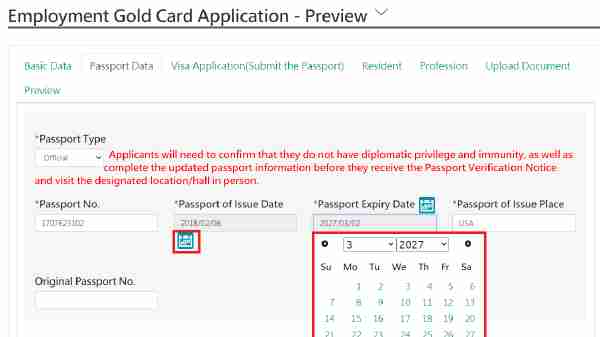 Employment Gold Card Application - Preview
Basic Data Passport Data Visa Application(Submit the Passport) Resident Profession Upload Document
Preview
*Passport Type
Official Applicants will need to confirm that they do not have diplomatic privilege and immunity, as well as
complete the updated passport information before they receive the Passport Verification Notice
and visit the designated location/hall in person.
*Passport No. *Passport of Issue Date *Passport Expiry Date *Passport of Issue Place
1707623102 2018/02/06 2027/03/02 USA
3 2027
Su Mo Tu We Th Fr Sa
Original Passport No.
1 2 3 4 5 6
7 8 9 10 11 12 13
14 15 16 17 18 19 20
21 22 23 24 25 26 27